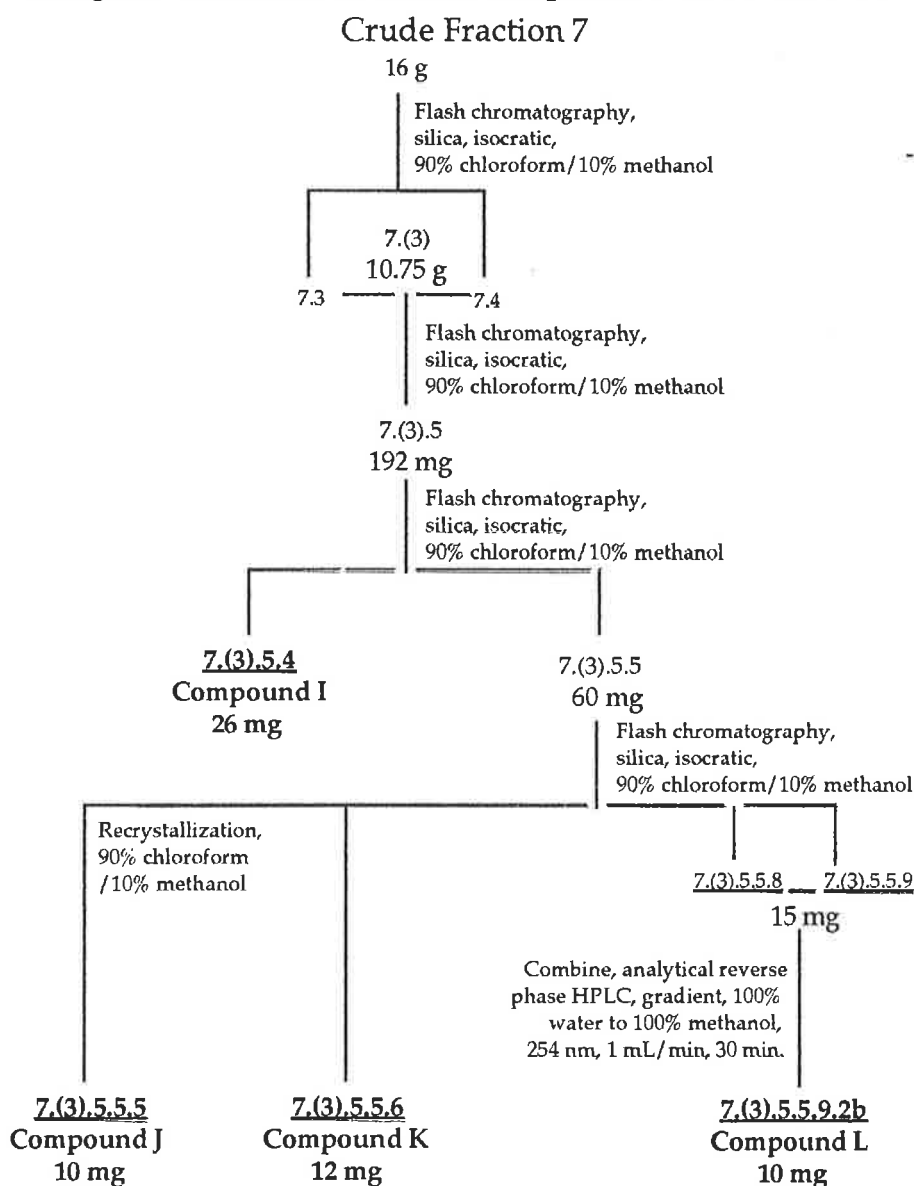 Crude Fraction 7
16 g
Flash chromatography,
silica, isocratic,
90% chloroform/10% methanol
7.(3)
10.75 g
7.3
7.4
Flash chromatography,
silica, isocratic,
90% chloroform/10% methanol
7.(3).5
192 mg
Flash chromatography,
silica, isocratic,
90% chloroform/10% methanol
7.(3).5.4
Compound I
26 mg
7.(3).5.5
60 mg
Flash chromatography,
silica, isocratic,
90% chloroform/10% methanol
Recrystallization,
90% chloroform
/10% methanol
7.(3).5.5.8
7.(3).5.5.9
15 mg
Combine, analytical reverse
phase HPLC, gradient, 100%
water to 100% methanol,
254 nm, 1 mL/min, 30 min.
7.(3).5.5.5
Compound J
10 mg
7.(3).5.5.6
Compound K
12 mg
7.(3).5.5.9.2b
Compound L
10 mg